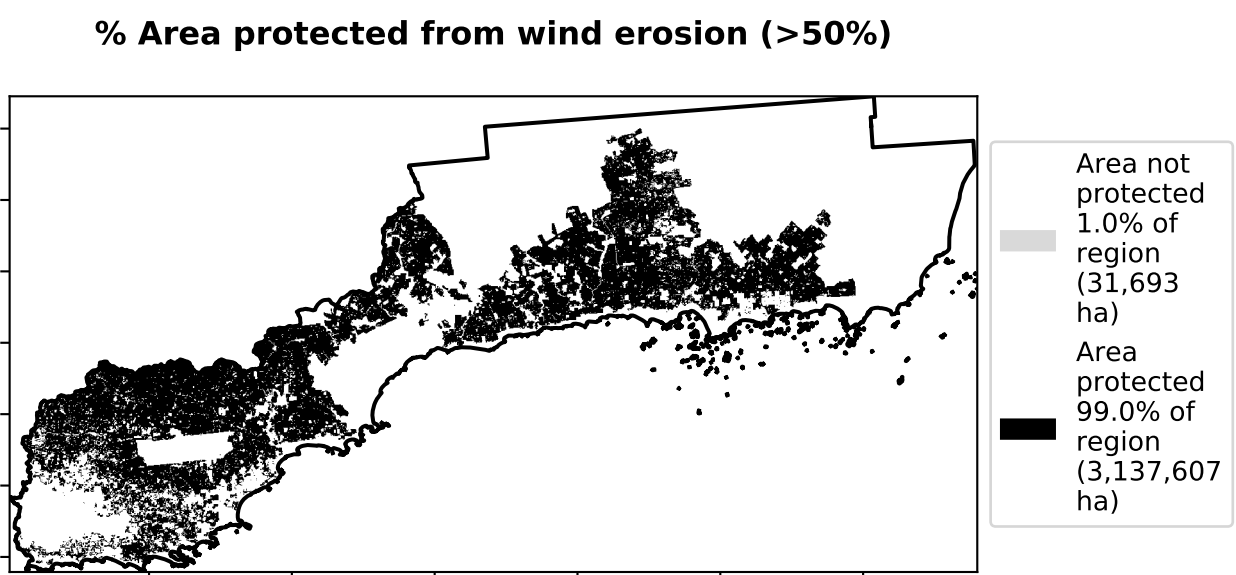 % Area protected from wind erosion (>50%)
Area not
protected
1.0% of
region
(31,693
ha)
Area
protected
99.0% of
region
(3,137,607
ha)